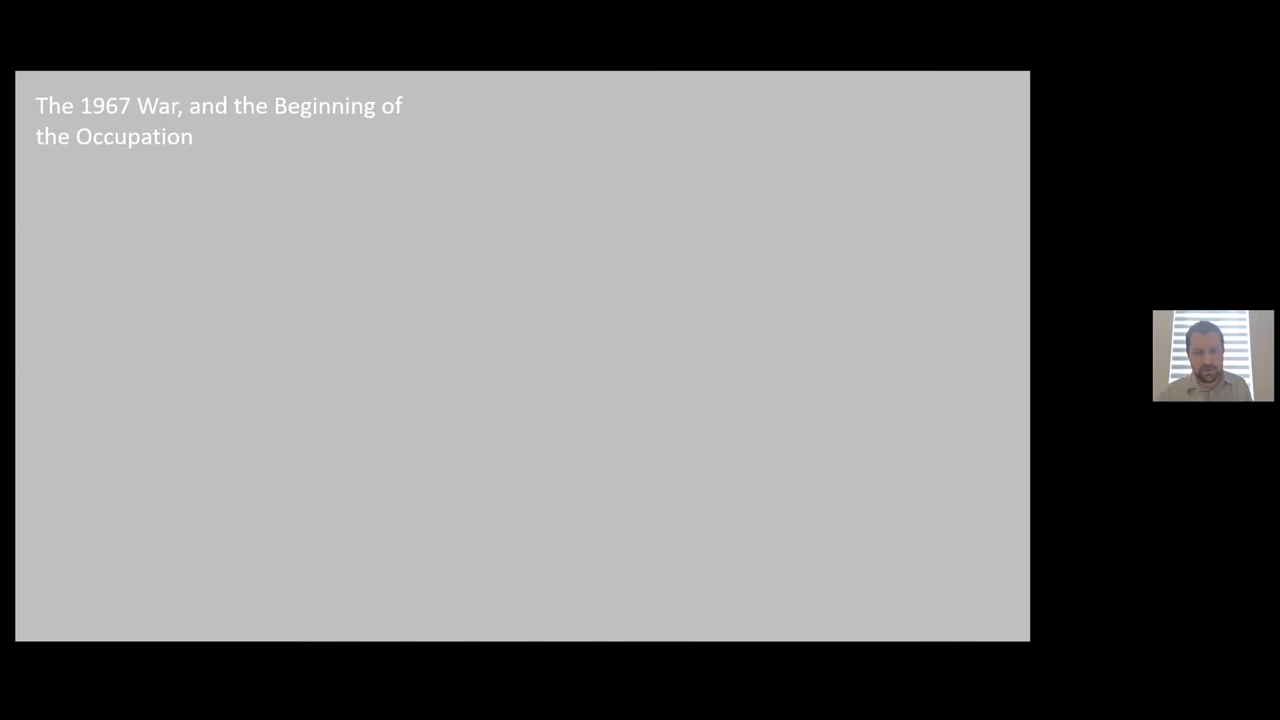 The 1967 War, and the Beginning of
the Occupation